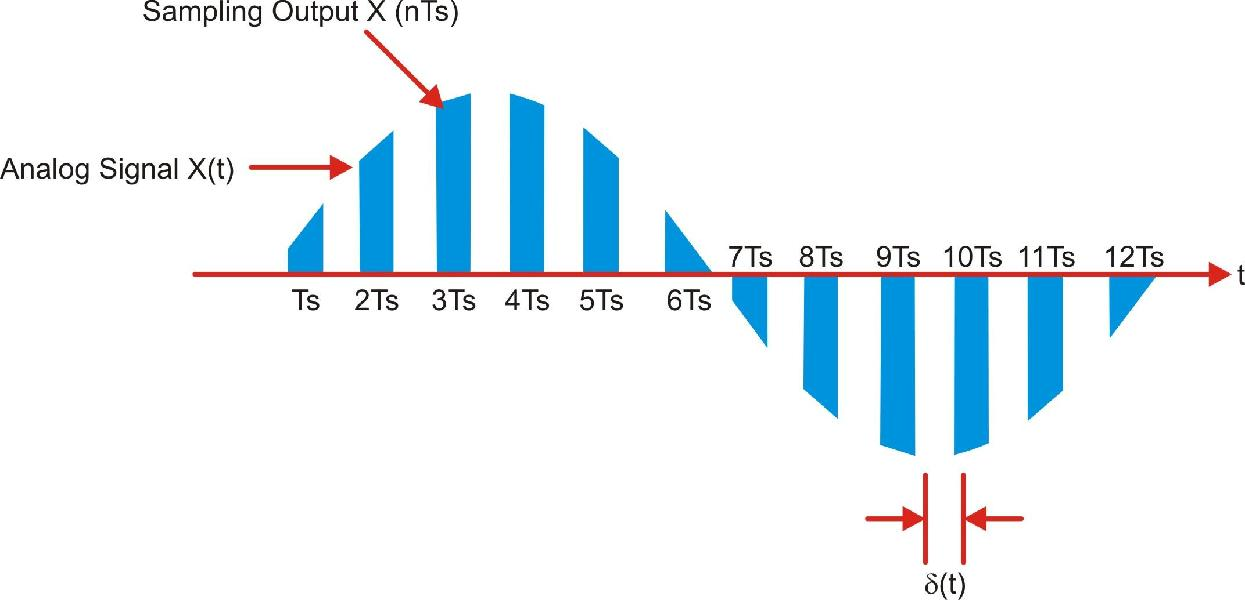 Sampling Output X (nTs)
Analog Signal X(t)
7Ts 8Ts 9Ts 10Ts 11Ts 12Ts
t
Ts 2Ts 3Ts 4Ts 5Ts 6Ts
δ(t)